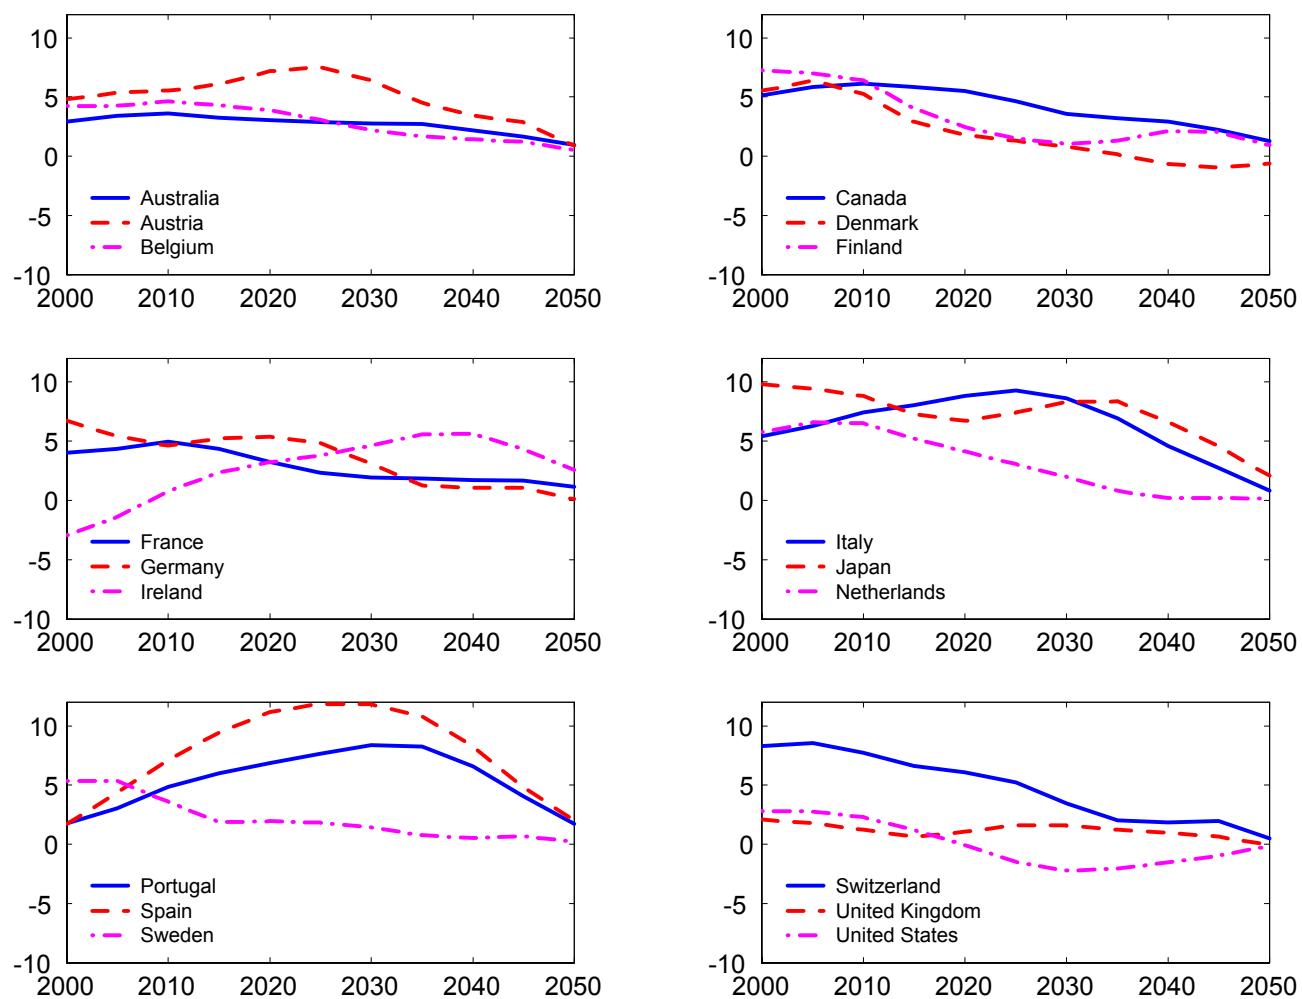 10
5
0
-5
-10
Australia
Austria
Belgium
2000 2010 2020 2030 2040 2050
10
5
0
-5
-10
Canada
Denmark
Finland
2000 2010 2020 2030 2040 2050
10
5
0
-5
-10
France
Germany
Ireland
2000 2010 2020 2030 2040 2050
10
5
0
-5
-10
Italy
Japan
Netherlands
2000 2010 2020 2030 2040 2050
10
5
0
-5
-10
Portugal
Spain
Sweden
2000 2010 2020 2030 2040 2050
10
5
0
-5
-10
Switzerland
United Kingdom
United States
2000 2010 2020 2030 2040 2050